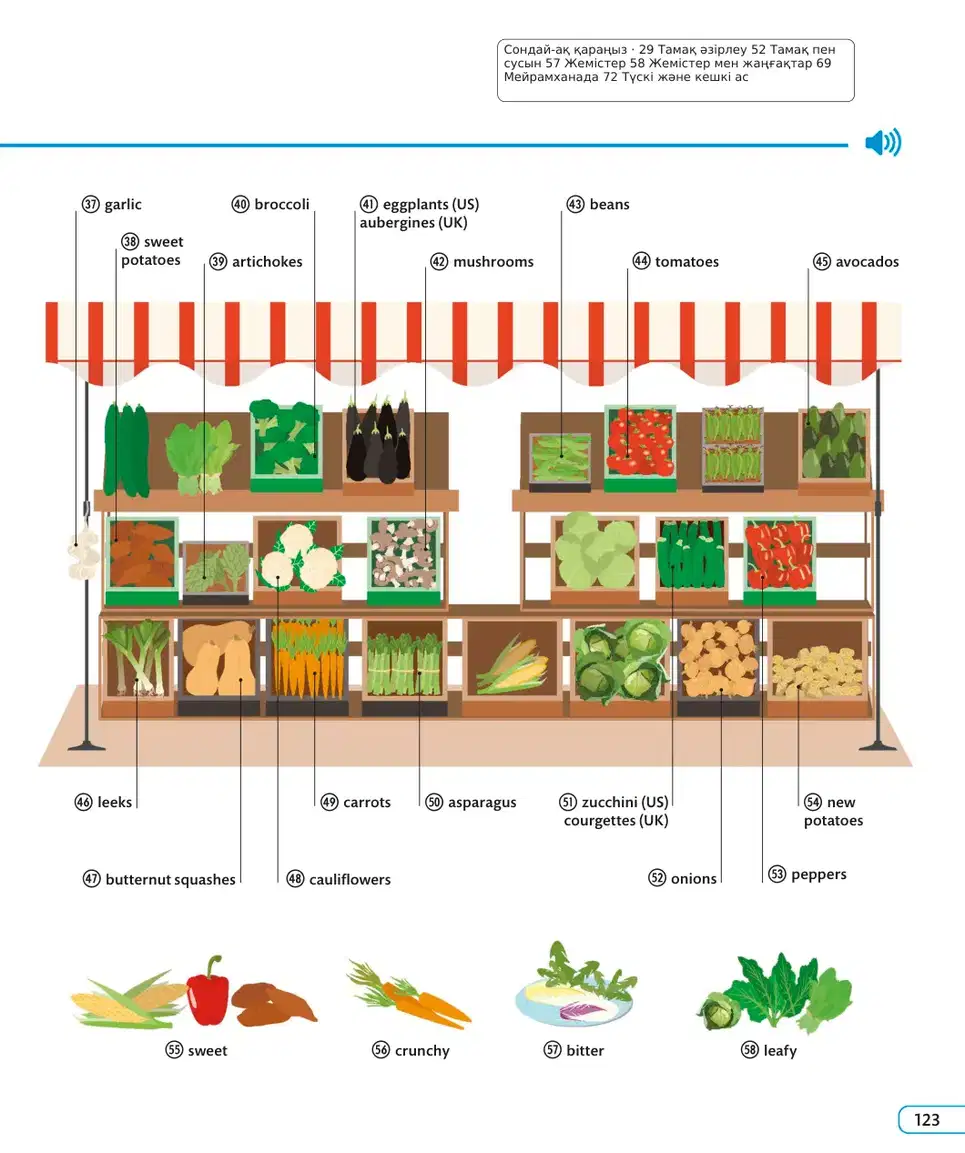 Сондай-ақ қараңыз · 29 Тамақ әзірлеу 52 Тамақ пен
сусын 57 Жемістер 58 Жемістер мен жаңғақтар 69
Мейрамханада 72 Түскі және кешкі ас
37 garlic
40 broccoli
41 eggplants (US)
aubergines (UK)
43 beans
38 sweet
potatoes
39 artichokes
42 mushrooms
44 tomatoes
45 avocados
46 leeks
49 carrots
50 asparagus
51 zucchini (US)
courgettes (UK)
54 new
potatoes
47 butternut squashes
48 cauliflowers
52 onions
53 peppers
55 sweet
56 crunchy
57 bitter
58 leafy
123